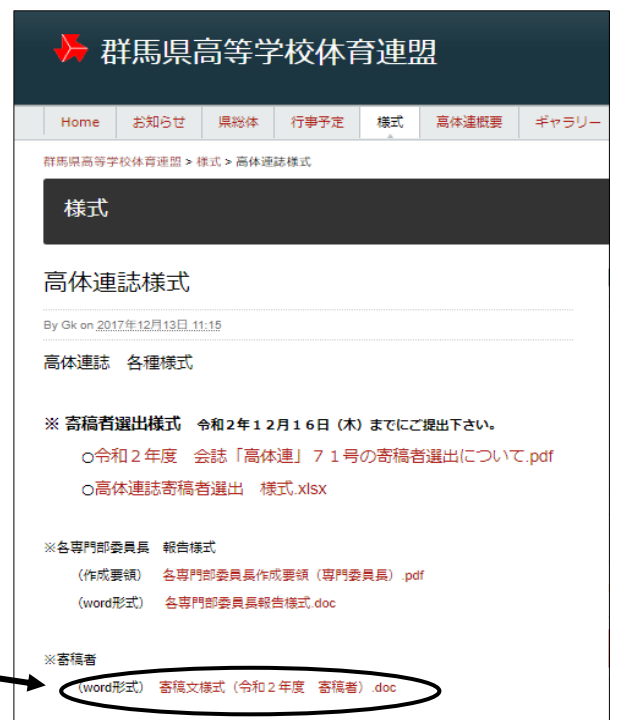 群馬県高等学校体育連盟
Home お知らせ 県総体 行事予定 様式 高体連概要 ギャラリー
群馬県高等学校体育連盟 > 様式 > 高体連誌様式
様式
高体連誌様式
By Gk on 2017年12月13日 11:15
高体連誌　各種様式
※ 寄稿者選出様式　令和２年１２月１６日（木）までにご提出下さい。
○令和２年度　会誌「高体連」７１号の寄稿者選出について.pdf
○高体連誌寄稿者選出　様式.xlsx
※各専門部委員長　報告様式
（作成要領）　各専門部委員長作成要領（専門委員長）.pdf
（word形式）　各専門部委員長報告様式.doc
※寄稿者
（word形式）　寄稿文様式（令和２年度　寄稿者）.doc